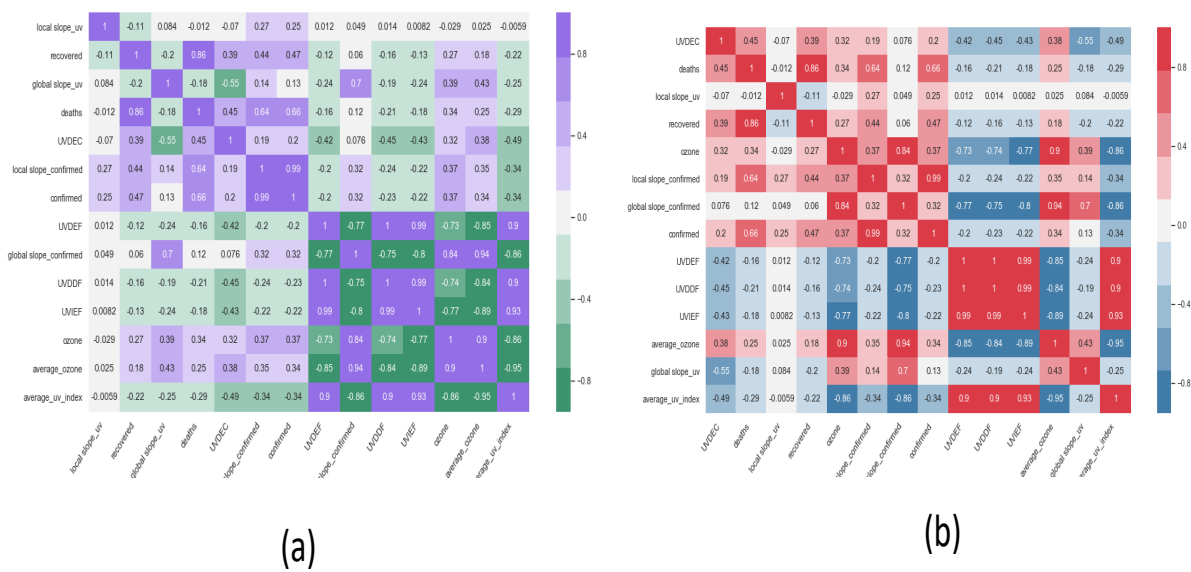 local slope_uv 1 -0.11 0.084 -0.012 -0.07 0.27 0.25 0.012 0.049 0.014 0.0082 -0.029 0.025 -0.0059
recovered -0.11 1 -0.2 0.86 0.39 0.44 0.47 -0.12 0.06 -0.16 -0.13 0.27 0.18 -0.22
global slope_uv 0.084 -0.2 1 -0.18 -0.55 0.14 0.13 -0.24 0.7 -0.19 -0.24 0.39 0.43 -0.25
deaths -0.012 0.86 -0.18 1 0.45 0.64 0.66 -0.16 0.12 -0.21 -0.18 0.34 0.25 -0.29
UVDEC -0.07 0.39 -0.55 0.45 1 0.19 0.2 -0.42 0.076 -0.45 -0.43 0.32 0.38 -0.49
local slope_confirmed 0.27 0.44 0.14 0.64 0.19 1 0.99 -0.2 0.32 -0.24 -0.22 0.37 0.35 -0.34
confirmed 0.25 0.47 0.13 0.66 0.2 0.99 1 -0.2 0.32 -0.23 -0.22 0.37 0.34 -0.34
UVDEF 0.012 -0.12 -0.24 -0.16 -0.42 -0.2 -0.2 1 -0.77 1 0.99 -0.73 -0.85 0.9
global slope_confirmed 0.049 0.06 0.7 0.12 0.076 0.32 0.32 -0.77 1 -0.75 -0.8 0.84 0.94 -0.86
UVDDF 0.014 -0.16 -0.19 -0.21 -0.45 -0.24 -0.23 1 -0.75 1 0.99 -0.74 -0.84 0.9
UVIEF 0.0082 -0.13 -0.24 -0.18 -0.43 -0.22 -0.22 0.99 -0.8 0.99 1 -0.77 -0.89 0.93
ozone -0.029 0.27 0.39 0.34 0.32 0.37 0.37 -0.73 0.84 -0.74 -0.77 1 0.9 -0.86
average_ozone 0.025 0.18 0.43 0.25 0.38 0.35 0.34 -0.85 0.94 -0.84 -0.89 0.9 1 -0.95
average_uv_index -0.0059 -0.22 -0.25 -0.29 -0.49 -0.34 -0.34 0.9 -0.86 0.9 0.93 -0.86 -0.95 1
local slope_uv
recovered
global slope_uv
deaths
UVDEC
slope_confirmed
confirmed
UVDEF
slope_confirmed
UVDDF
UVIEF
ozone
average_ozone
verage_uv_index
0.8
0.4
0.0
-0.4
-0.8
(a)
UVDEC 1 0.45 -0.07 0.39 0.32 0.19 0.076 0.2 -0.42 -0.45 -0.43 0.38 -0.55 -0.49
deaths 0.45 1 -0.012 0.86 0.34 0.64 0.12 0.66 -0.16 -0.21 -0.18 0.25 -0.18 -0.29
local slope_uv -0.07 -0.012 1 -0.11 -0.029 0.27 0.049 0.25 0.012 0.014 0.0082 0.025 0.084 -0.0059
recovered 0.39 0.86 -0.11 1 0.27 0.44 0.06 0.47 -0.12 -0.16 -0.13 0.18 -0.2 -0.22
ozone 0.32 0.34 -0.029 0.27 1 0.37 0.84 0.37 -0.73 -0.74 -0.77 0.9 0.39 -0.86
local slope_confirmed 0.19 0.64 0.27 0.44 0.37 1 0.32 0.99 -0.2 -0.24 -0.22 0.35 0.14 -0.34
global slope_confirmed 0.076 0.12 0.049 0.06 0.84 0.32 1 0.32 -0.77 -0.75 -0.8 0.94 0.7 -0.86
confirmed 0.2 0.66 0.25 0.47 0.37 0.99 0.32 1 -0.2 -0.23 -0.22 0.34 0.13 -0.34
UVDEF -0.42 -0.16 0.012 -0.12 -0.73 -0.2 -0.77 -0.2 1 1 0.99 -0.85 -0.24 0.9
UVDDF -0.45 -0.21 0.014 -0.16 -0.74 -0.24 -0.75 -0.23 1 1 0.99 -0.84 -0.19 0.9
UVIEF -0.43 -0.18 0.0082 -0.13 -0.77 -0.22 -0.8 -0.22 0.99 0.99 1 -0.89 -0.24 0.93
average_ozone 0.38 0.25 0.025 0.18 0.9 0.35 0.94 0.34 -0.85 -0.84 -0.89 1 0.43 -0.95
global slope_uv -0.55 -0.18 0.084 -0.2 0.39 0.14 0.7 0.13 -0.24 -0.19 -0.24 0.43 1 -0.25
average_uv_index -0.49 -0.29 -0.0059 -0.22 -0.86 -0.34 -0.86 -0.34 0.9 0.9 0.93 -0.95 -0.25 1
UVDEC
deaths
local slope_uv
recovered
ozone
slope_confirmed
slope_confirmed
confirmed
UVDEF
UVDDF
UVIEF
average_ozone
global slope_uv
erage_uv_index
0.8
0.4
0.0
-0.4
-0.8
(b)